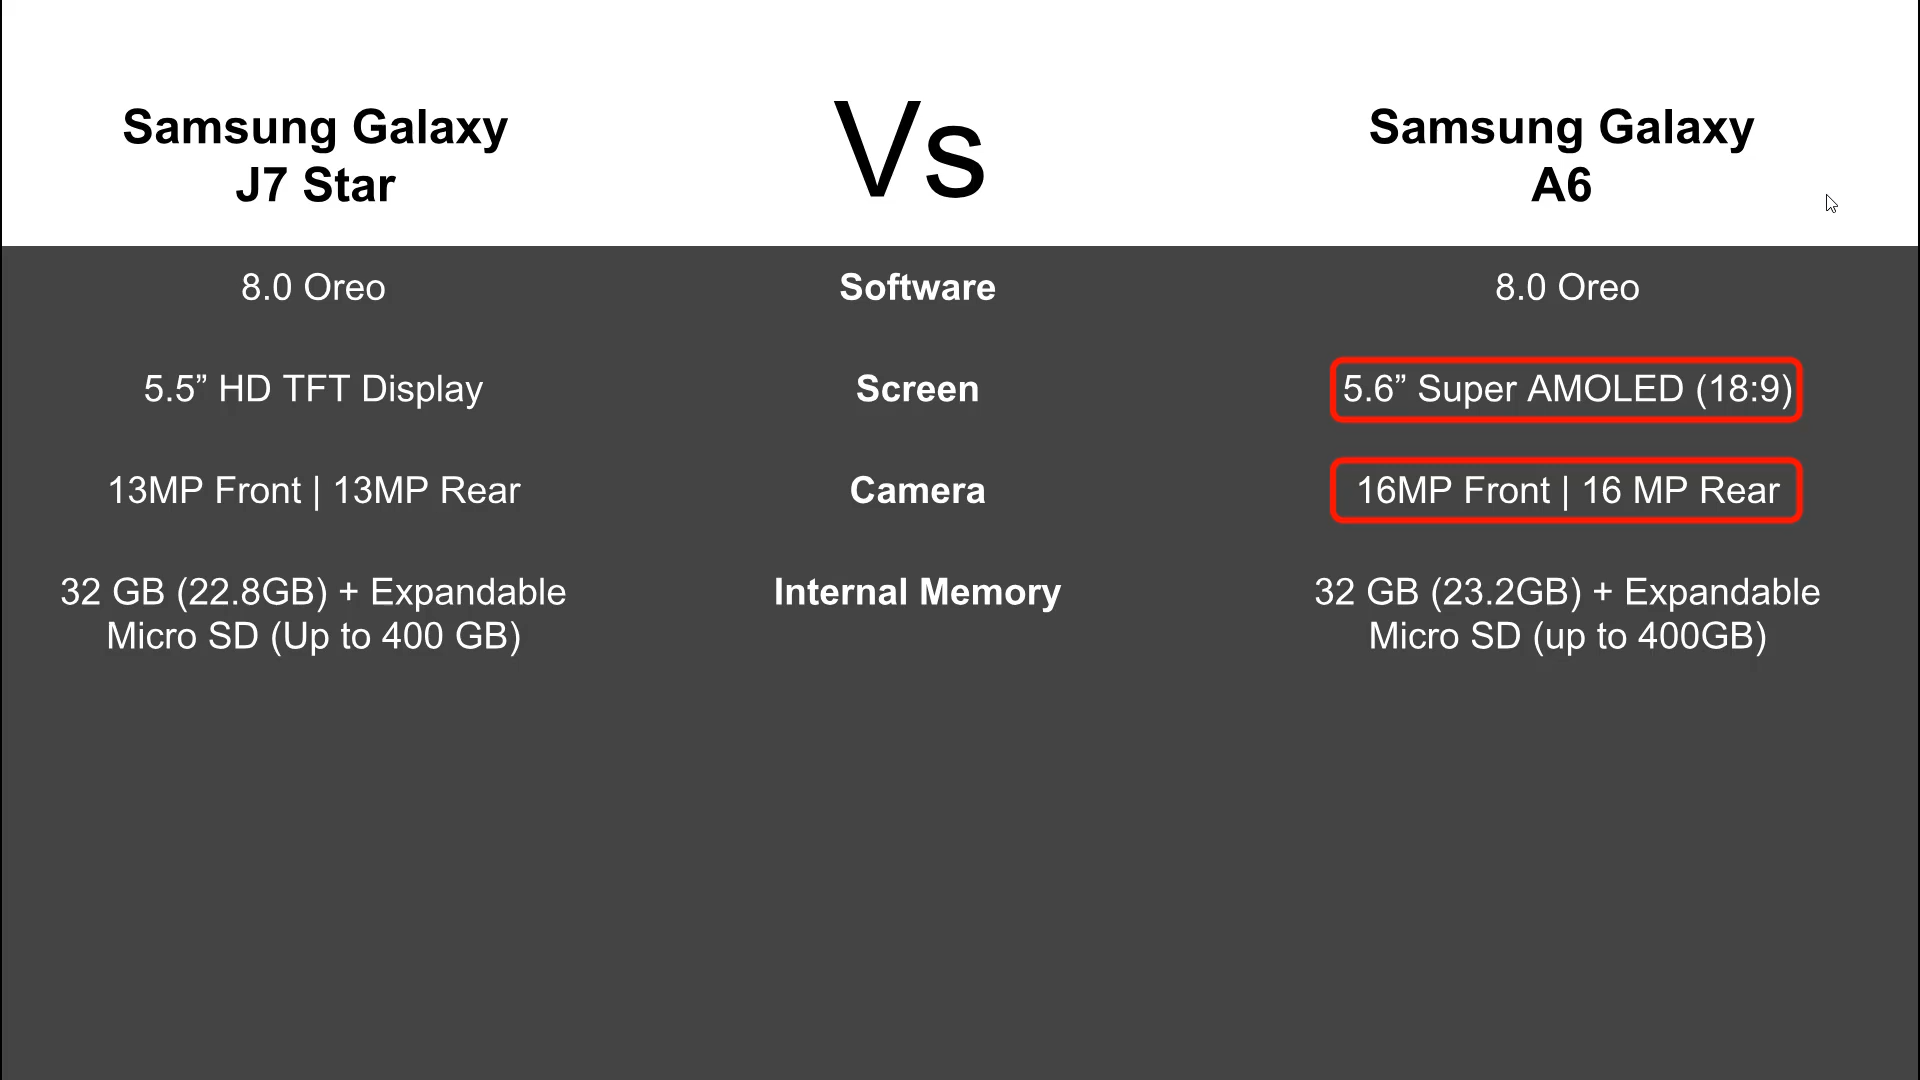 Samsung Galaxy
J7 Star
Vs
Samsung Galaxy
A6
8.0 Oreo
Software
8.0 Oreo
5.5” HD TFT Display
Screen
5.6” Super AMOLED (18:9)
13MP Front | 13MP Rear
Camera
16MP Front | 16 MP Rear
32 GB (22.8GB) + Expandable
Micro SD (Up to 400 GB)
Internal Memory
32 GB (23.2GB) + Expandable
Micro SD (up to 400GB)